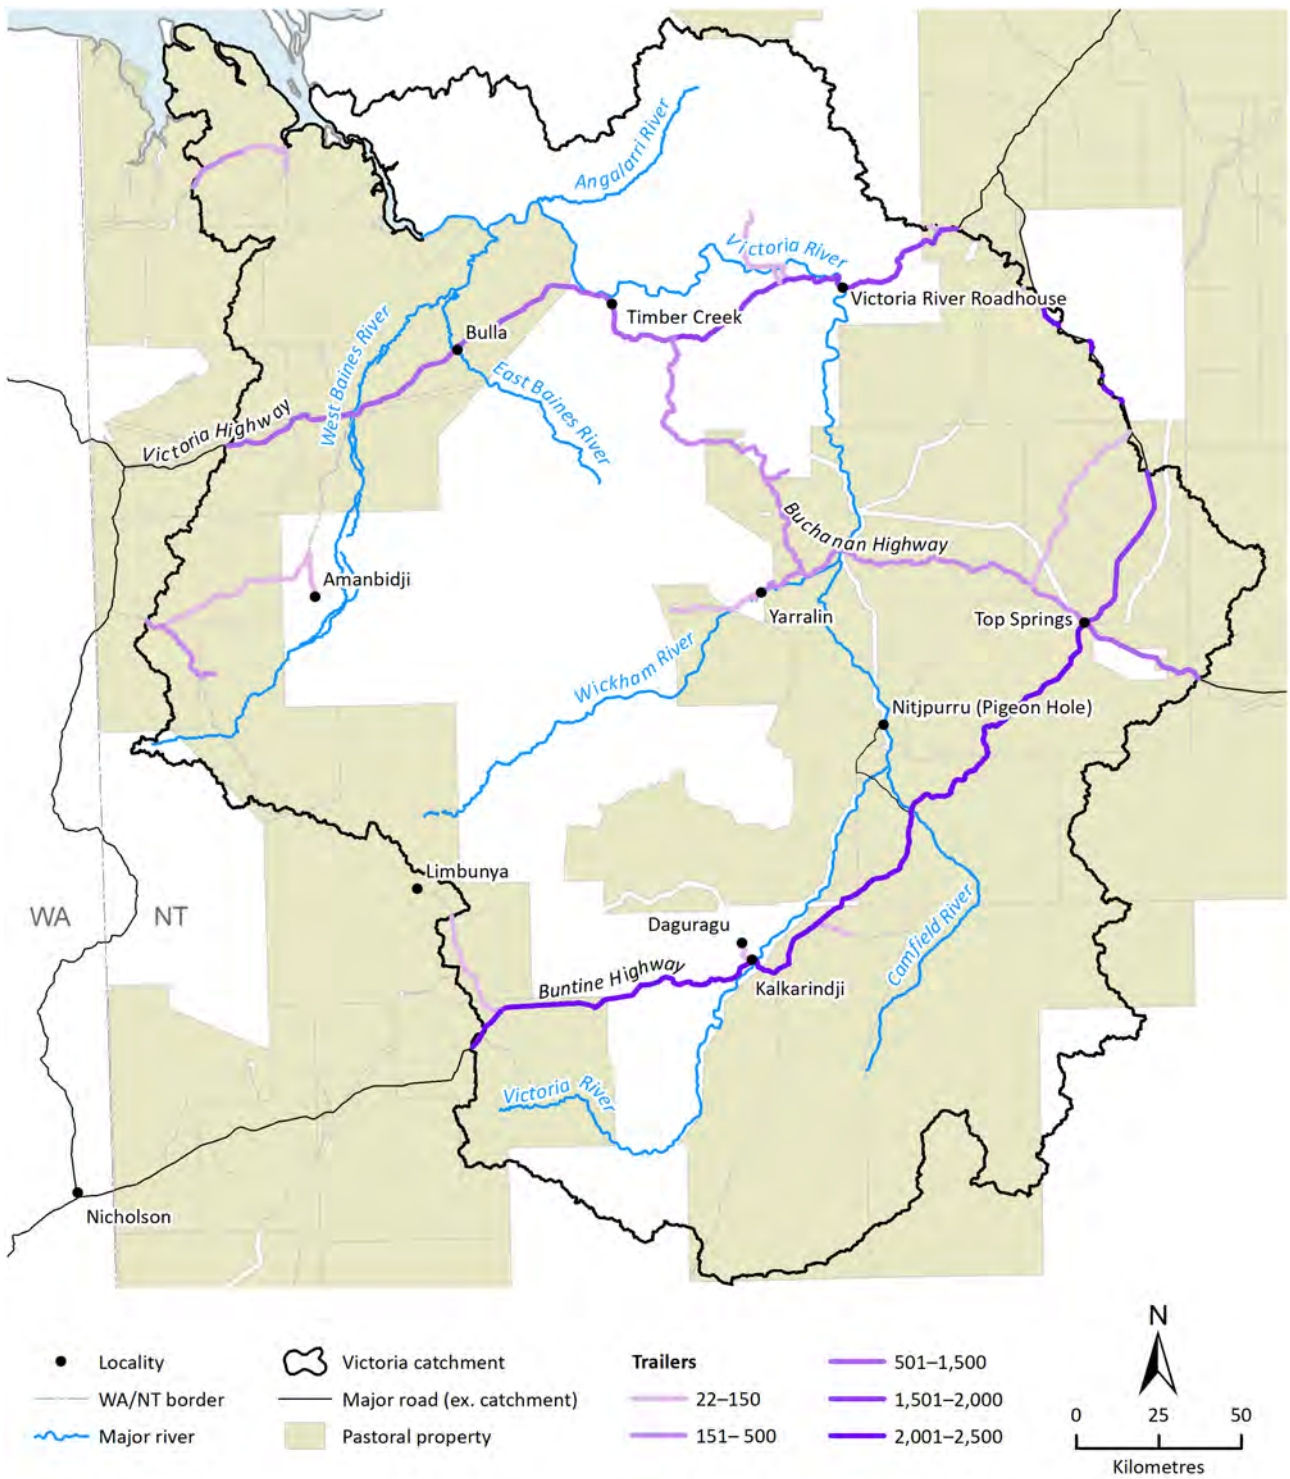 Angalarri River
Victoria River
Victoria River Roadhouse
Timber Creek
Bulla
West Baines River
East Baines River
Victoria Highway
Buchanan Highway
Amanbidji
Yarralin
Top Springs
Wickham River
Nitjpurru (Pigeon Hole)
Limbunya
WA NT
Daguragu
Camfield River
Buntine Highway
Kalkarindji
Victoria River
Nicholson
N
Locality
Victoria catchment
Trailers
501–1,500
WA/NT border
Major road (ex. catchment)
22–150
1,501–2,000
0 25 50
Major river
Pastoral property
151– 500
2,001–2,500
Kilometres